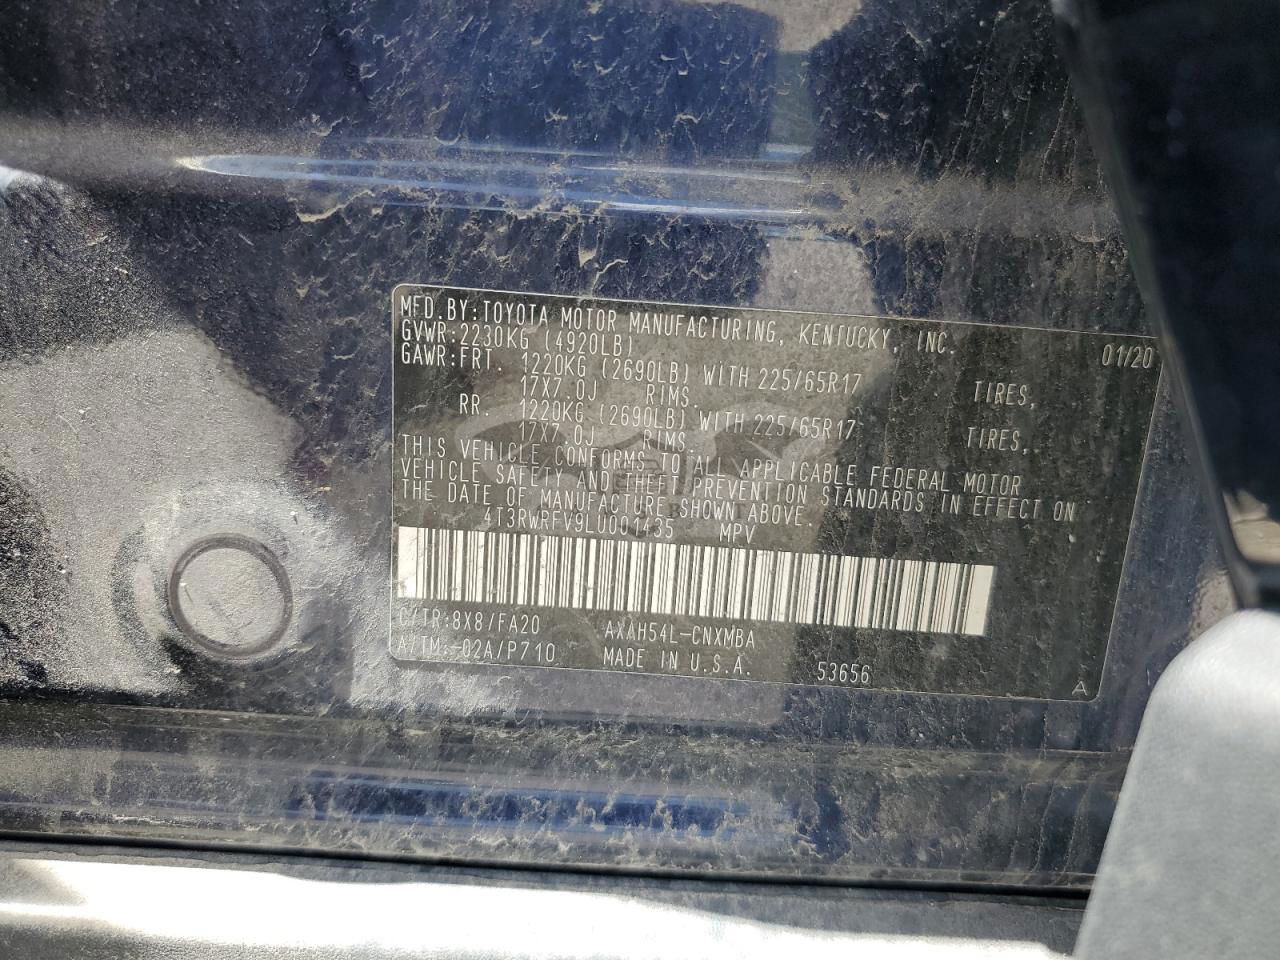 MFD.BY:TOYOTA MOTOR MANUFACTURING, KENTUCKY, INC. 01/20
GVWR:2230KG (4920LB)
GAWR:FRT. 1220KG (2690LB) WITH 225/65R17 TIRES,
17X7.0J RIMS.
RR. 1220KG (2690LB) WITH 225/65R17 TIRES,
17X7.0J RIMS.
THIS VEHICLE CONFORMS TO ALL APPLICABLE FEDERAL MOTOR
VEHICLE SAFETY AND THEFT PREVENTION STANDARDS IN EFFECT ON
THE DATE OF MANUFACTURE SHOWN ABOVE.
4T3RWRFV9LU001435 MPV
C/TR:8X8/FA20 AXAH54L-CNXMBA
A/TM:-02A/P710 MADE IN U.S.A. 53656
A